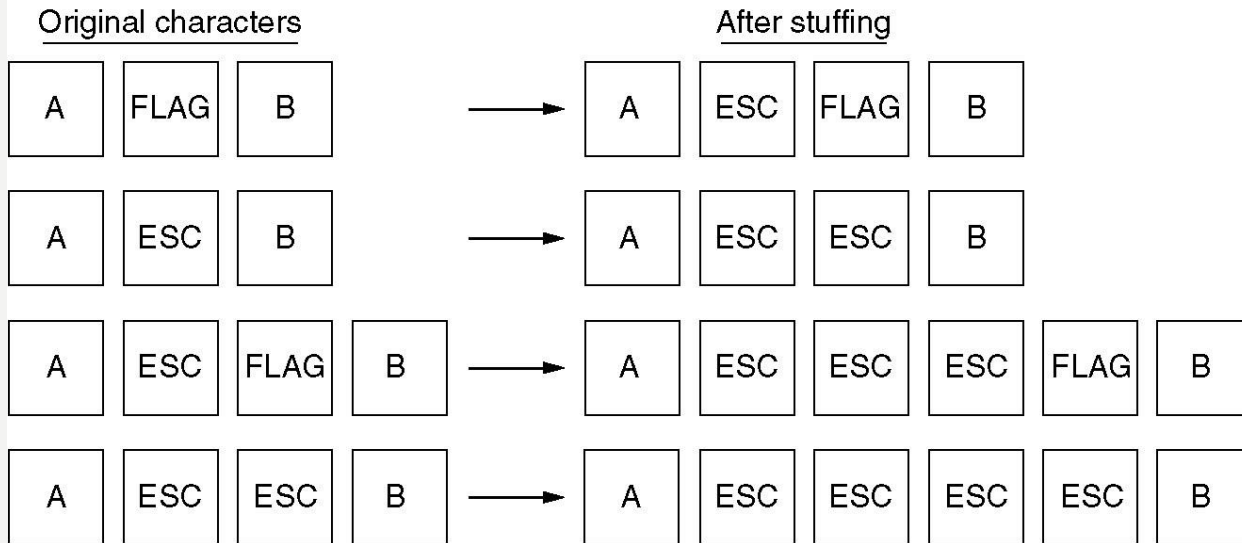 Original characters After stuffing
A FLAG B A ESC FLAG B
A ESC B A ESC ESC B
A ESC FLAG B A ESC ESC ESC FLAG B
A ESC ESC B A ESC ESC ESC ESC B